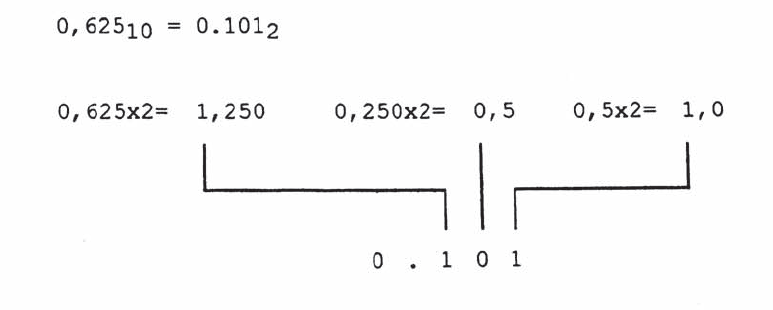 0,625₁₀ = 0.101₂
0,625x2= 1,250 0,250x2= 0,5 0,5x2= 1,0
0 . 1 0 1